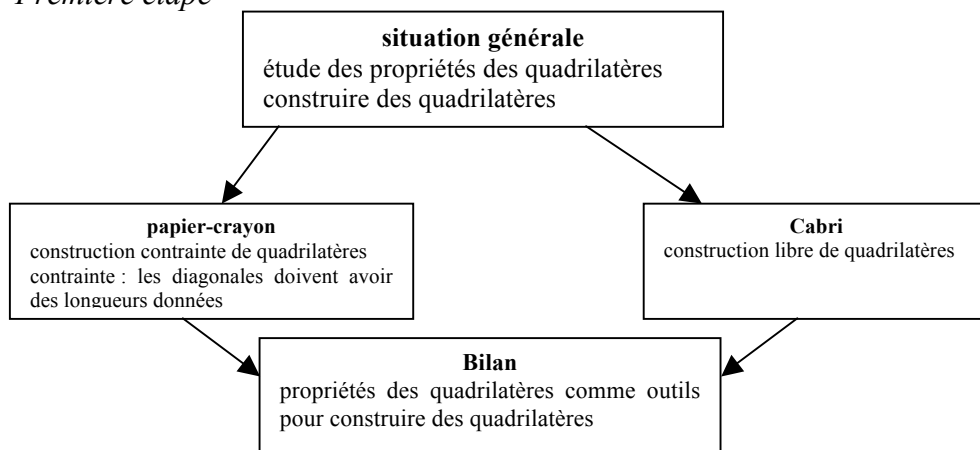 Première étape
situation générale
étude des propriétés des quadrilatères
construire des quadrilatères
papier-crayon
construction contrainte de quadrilatères
contrainte : les diagonales doivent avoir
des longueurs données
Cabri
construction libre de quadrilatères
Bilan
propriétés des quadrilatères comme outils
pour construire des quadrilatères